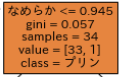 なめらか <= 0.945
gini = 0.057
samples = 34
value = [33, 1]
class = プリン